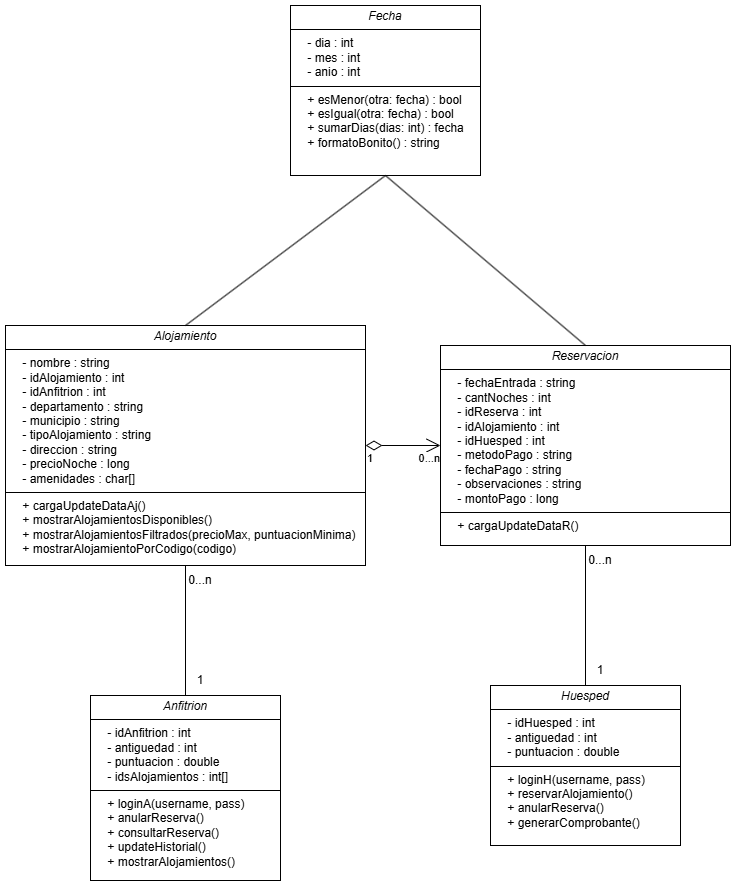 Fecha
- dia : int
- mes : int
- anio : int
+ esMenor(otra: fecha) : bool
+ esIgual(otra: fecha) : bool
+ sumarDias(dias: int) : fecha
+ formatoBonito() : string
Alojamiento
- nombre : string
- idAlojamiento : int
- idAnfitrion : int
- departamento : string
- municipio : string
- tipoAlojamiento : string
- direccion : string
- precioNoche : long
- amenidades : char[]
+ cargaUpdateDataAj()
+ mostrarAlojamientosDisponibles()
+ mostrarAlojamientosFiltrados(precioMax, puntuacionMinima)
+ mostrarAlojamientoPorCodigo(codigo)
1
0...n
Reservacion
- fechaEntrada : string
- cantNoches : int
- idReserva : int
- idAlojamiento : int
- idHuesped : int
- metodoPago : string
- fechaPago : string
- observaciones : string
- montoPago : long
+ cargaUpdateDataR()
0...n
1
Anfitrion
- idAnfitrion : int
- antiguedad : int
- puntuacion : double
- idsAlojamientos : int[]
+ loginA(username, pass)
+ anularReserva()
+ consultarReserva()
+ updateHistorial()
+ mostrarAlojamientos()
0...n
1
Huesped
- idHuesped : int
- antiguedad : int
- puntuacion : double
+ loginH(username, pass)
+ reservarAlojamiento()
+ anularReserva()
+ generarComprobante()